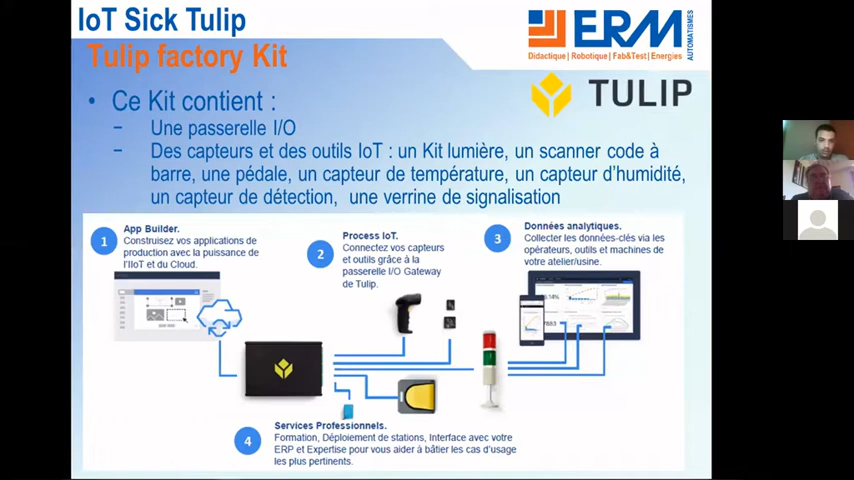 IoT Sick Tulip
Tulip factory Kit
ERM
AUTOMATISMES
Didactique | Robotique | Fab&Test | Energies
TULIP
• Ce Kit contient :
− Une passerelle I/O
− Des capteurs et des outils IoT : un Kit lumière, un scanner code à
barre, une pédale, un capteur de température, un capteur d'humidité,
un capteur de détection, une verrine de signalisation
1
App Builder.
Construisez vos applications de
production avec la puissance de
l'IIoT et du Cloud.
2
Process IoT.
Connectez vos capteurs
et outils grâce à la
passerelle I/O Gateway
de Tulip.
3
Données analytiques.
Collecter les données-clés via les
opérateurs, outils et machines de
votre atelier/usine.
4
Services Professionnels.
Formation, Déploiement de stations, Interface avec votre
ERP et Expertise pour vous aider à bâtier les cas d'usage
les plus pertinents.